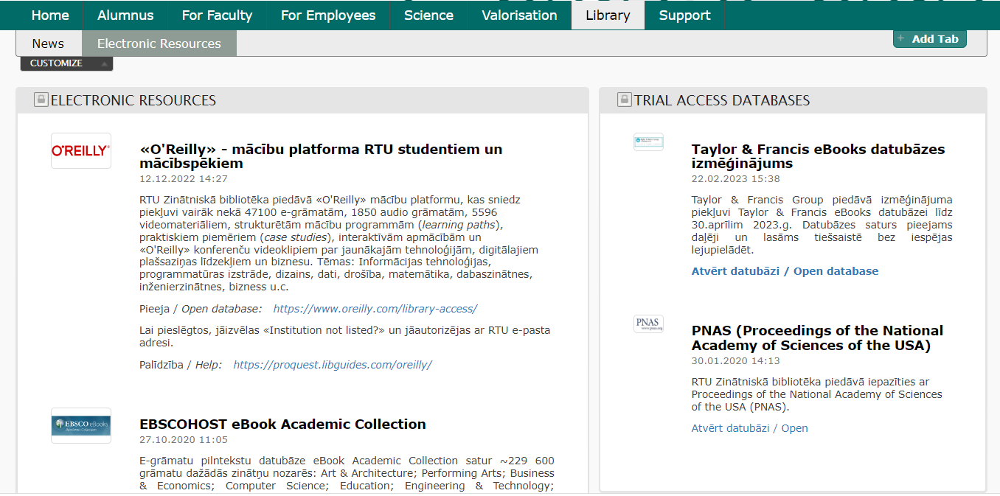 Home Alumnus For Faculty For Employees Science Valorisation Library Support
News Electronic Resources + Add Tab
CUSTOMIZE
ELECTRONIC RESOURCES
O'REILLY
«O'Reilly» – mācību platforma RTU studentiem un
mācībspēkiem
12.12.2022 14:27
RTU Zinātniskā bibliotēka piedāvā «O'Reilly» mācību platformu, kas sniedz
piekļuvi vairāk nekā 47100 e-grāmatām, 1850 audio grāmatām, 5596
videomateriāliem, strukturētām mācību programmām (learning paths),
praktiskiem piemēriem (case studies), interaktīvām apmācībām un
«O'Reilly» konferenču videoklipiem par jaunākajām tehnoloģijām, digitālajiem
plašsaziņas līdzekļiem un biznesu. Tēmas: Informācijas tehnoloģijas,
programmatūras izstrāde, dizains, dati, drošība, matemātika, dabaszinātnes,
inženierzinātnes, bizness u.c.
Pieeja / Open database: https://www.oreilly.com/library-access/
Lai pieslēgtos, jāizvēlas «Institution not listed?» un jāautorizējas ar RTU e-pasta
adresi.
Palīdzība / Help: https://proquest.libguides.com/oreilly/
EBSCO eBooks
Academic Collection
EBSCOHOST eBook Academic Collection
27.10.2020 11:05
E-grāmatu pilntekstu datubāze eBook Academic Collection satur ~229 600
grāmatu dažādās zinātņu nozarēs: Art & Architecture; Performing Arts; Business
& Economics; Computer Science; Education; Engineering & Technology;
TRIAL ACCESS DATABASES
Taylor & Francis eBooks datubāzes
izmēģinājums
22.02.2023 15:38
Taylor & Francis Group piedāvā izmēģinājuma
piekļuvi Taylor & Francis eBooks datubāzei līdz
30.aprīlim 2023.g. Datubāzes saturs pieejams
daļēji un lasāms tiešsaistē bez iespējas
lejupielādēt.
Atvērt datubāzi / Open database
PNAS
www.pnas.org
PNAS (Proceedings of the National
Academy of Sciences of the USA)
30.01.2020 14:13
RTU Zinātniskā bibliotēka piedāvā iepazīties ar
Proceedings of the National Academy of Sciences
of the USA (PNAS).
Atvērt datubāzi / Open